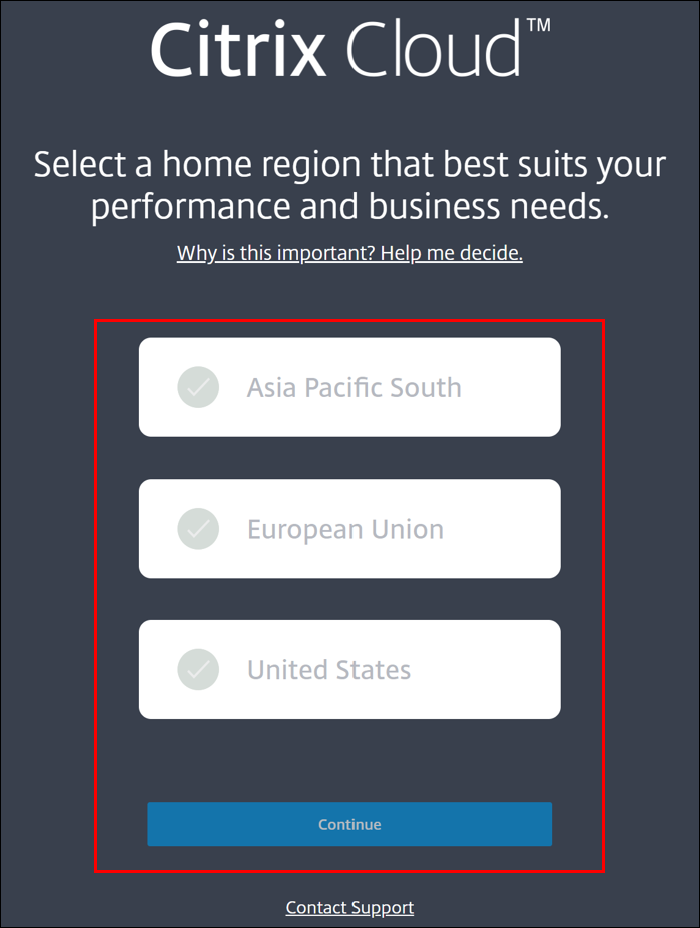 Citrix Cloud™
Select a home region that best suits your
performance and business needs.
Why is this important? Help me decide.
Asia Pacific South
European Union
United States
Continue
Contact Support